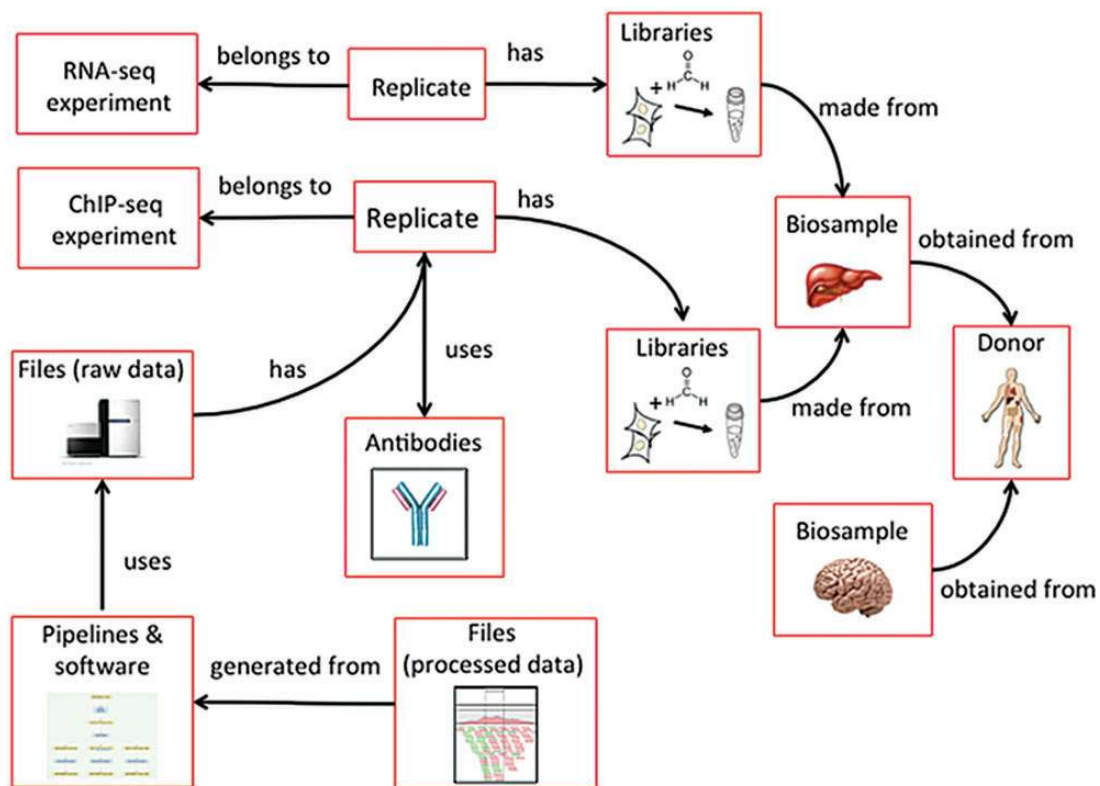 RNA-seq
experiment
belongs to
Replicate
has
Libraries
+
O
C
H H
made from
ChIP-seq
experiment
belongs to
Replicate
has
Biosample
obtained from
Files (raw data)
has
uses
Libraries
+
O
C
H H
made from
Donor
Antibodies
Biosample
obtained from
uses
Pipelines &
software
generated from
Files
(processed data)